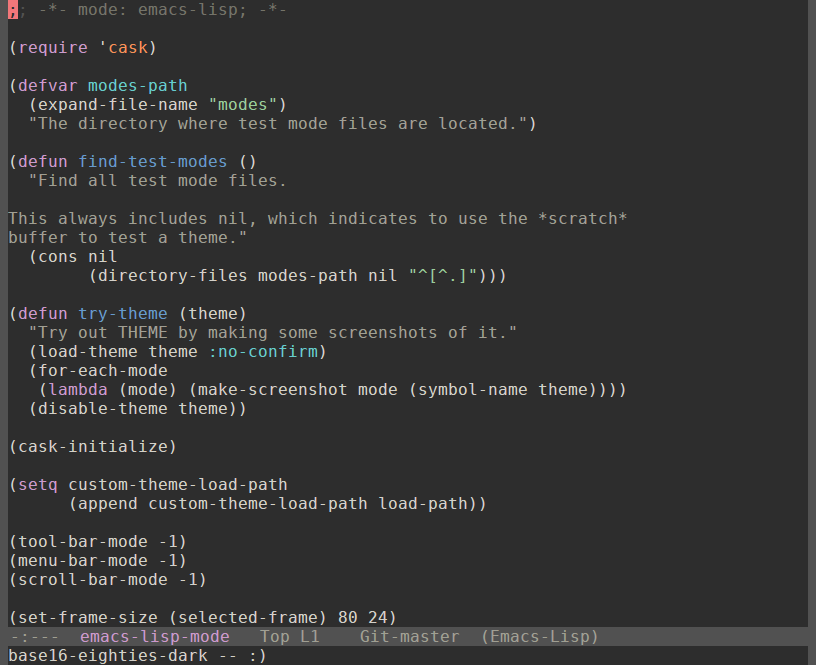 ;; -*- mode: emacs-lisp; -*-

(require 'cask)

(defvar modes-path
  (expand-file-name "modes")
  "The directory where test mode files are located.")

(defun find-test-modes ()
  "Find all test mode files.

This always includes nil, which indicates to use the *scratch*
buffer to test a theme."
  (cons nil
        (directory-files modes-path nil "^[^.]")))

(defun try-theme (theme)
  "Try out THEME by making some screenshots of it."
  (load-theme theme :no-confirm)
  (for-each-mode
   (lambda (mode) (make-screenshot mode (symbol-name theme))))
  (disable-theme theme))

(cask-initialize)

(setq custom-theme-load-path
      (append custom-theme-load-path load-path))

(tool-bar-mode -1)
(menu-bar-mode -1)
(scroll-bar-mode -1)

(set-frame-size (selected-frame) 80 24)
-:---  emacs-lisp-mode   Top L1    Git-master  (Emacs-Lisp)
base16-eighties-dark -- :)